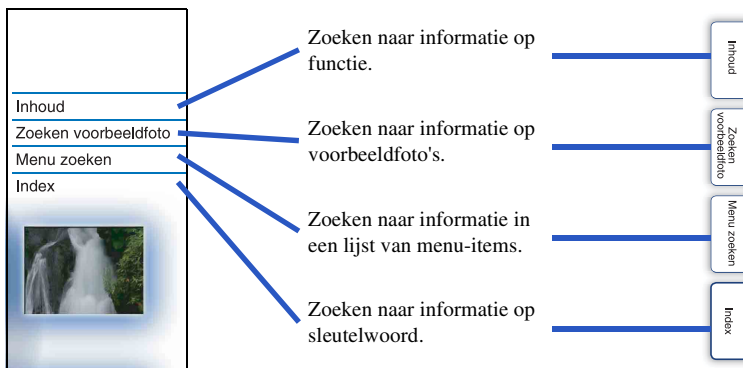 Inhoud
Zoeken voorbeeldfoto
Menu zoeken
Index
Zoeken naar informatie op
functie.
Zoeken naar informatie op
voorbeeldfoto's.
Zoeken naar informatie in
een lijst van menu-items.
Zoeken naar informatie op
sleutelwoord.
Inhoud
Zoeken
voorbeeldfoto
Menu zoeken
Index